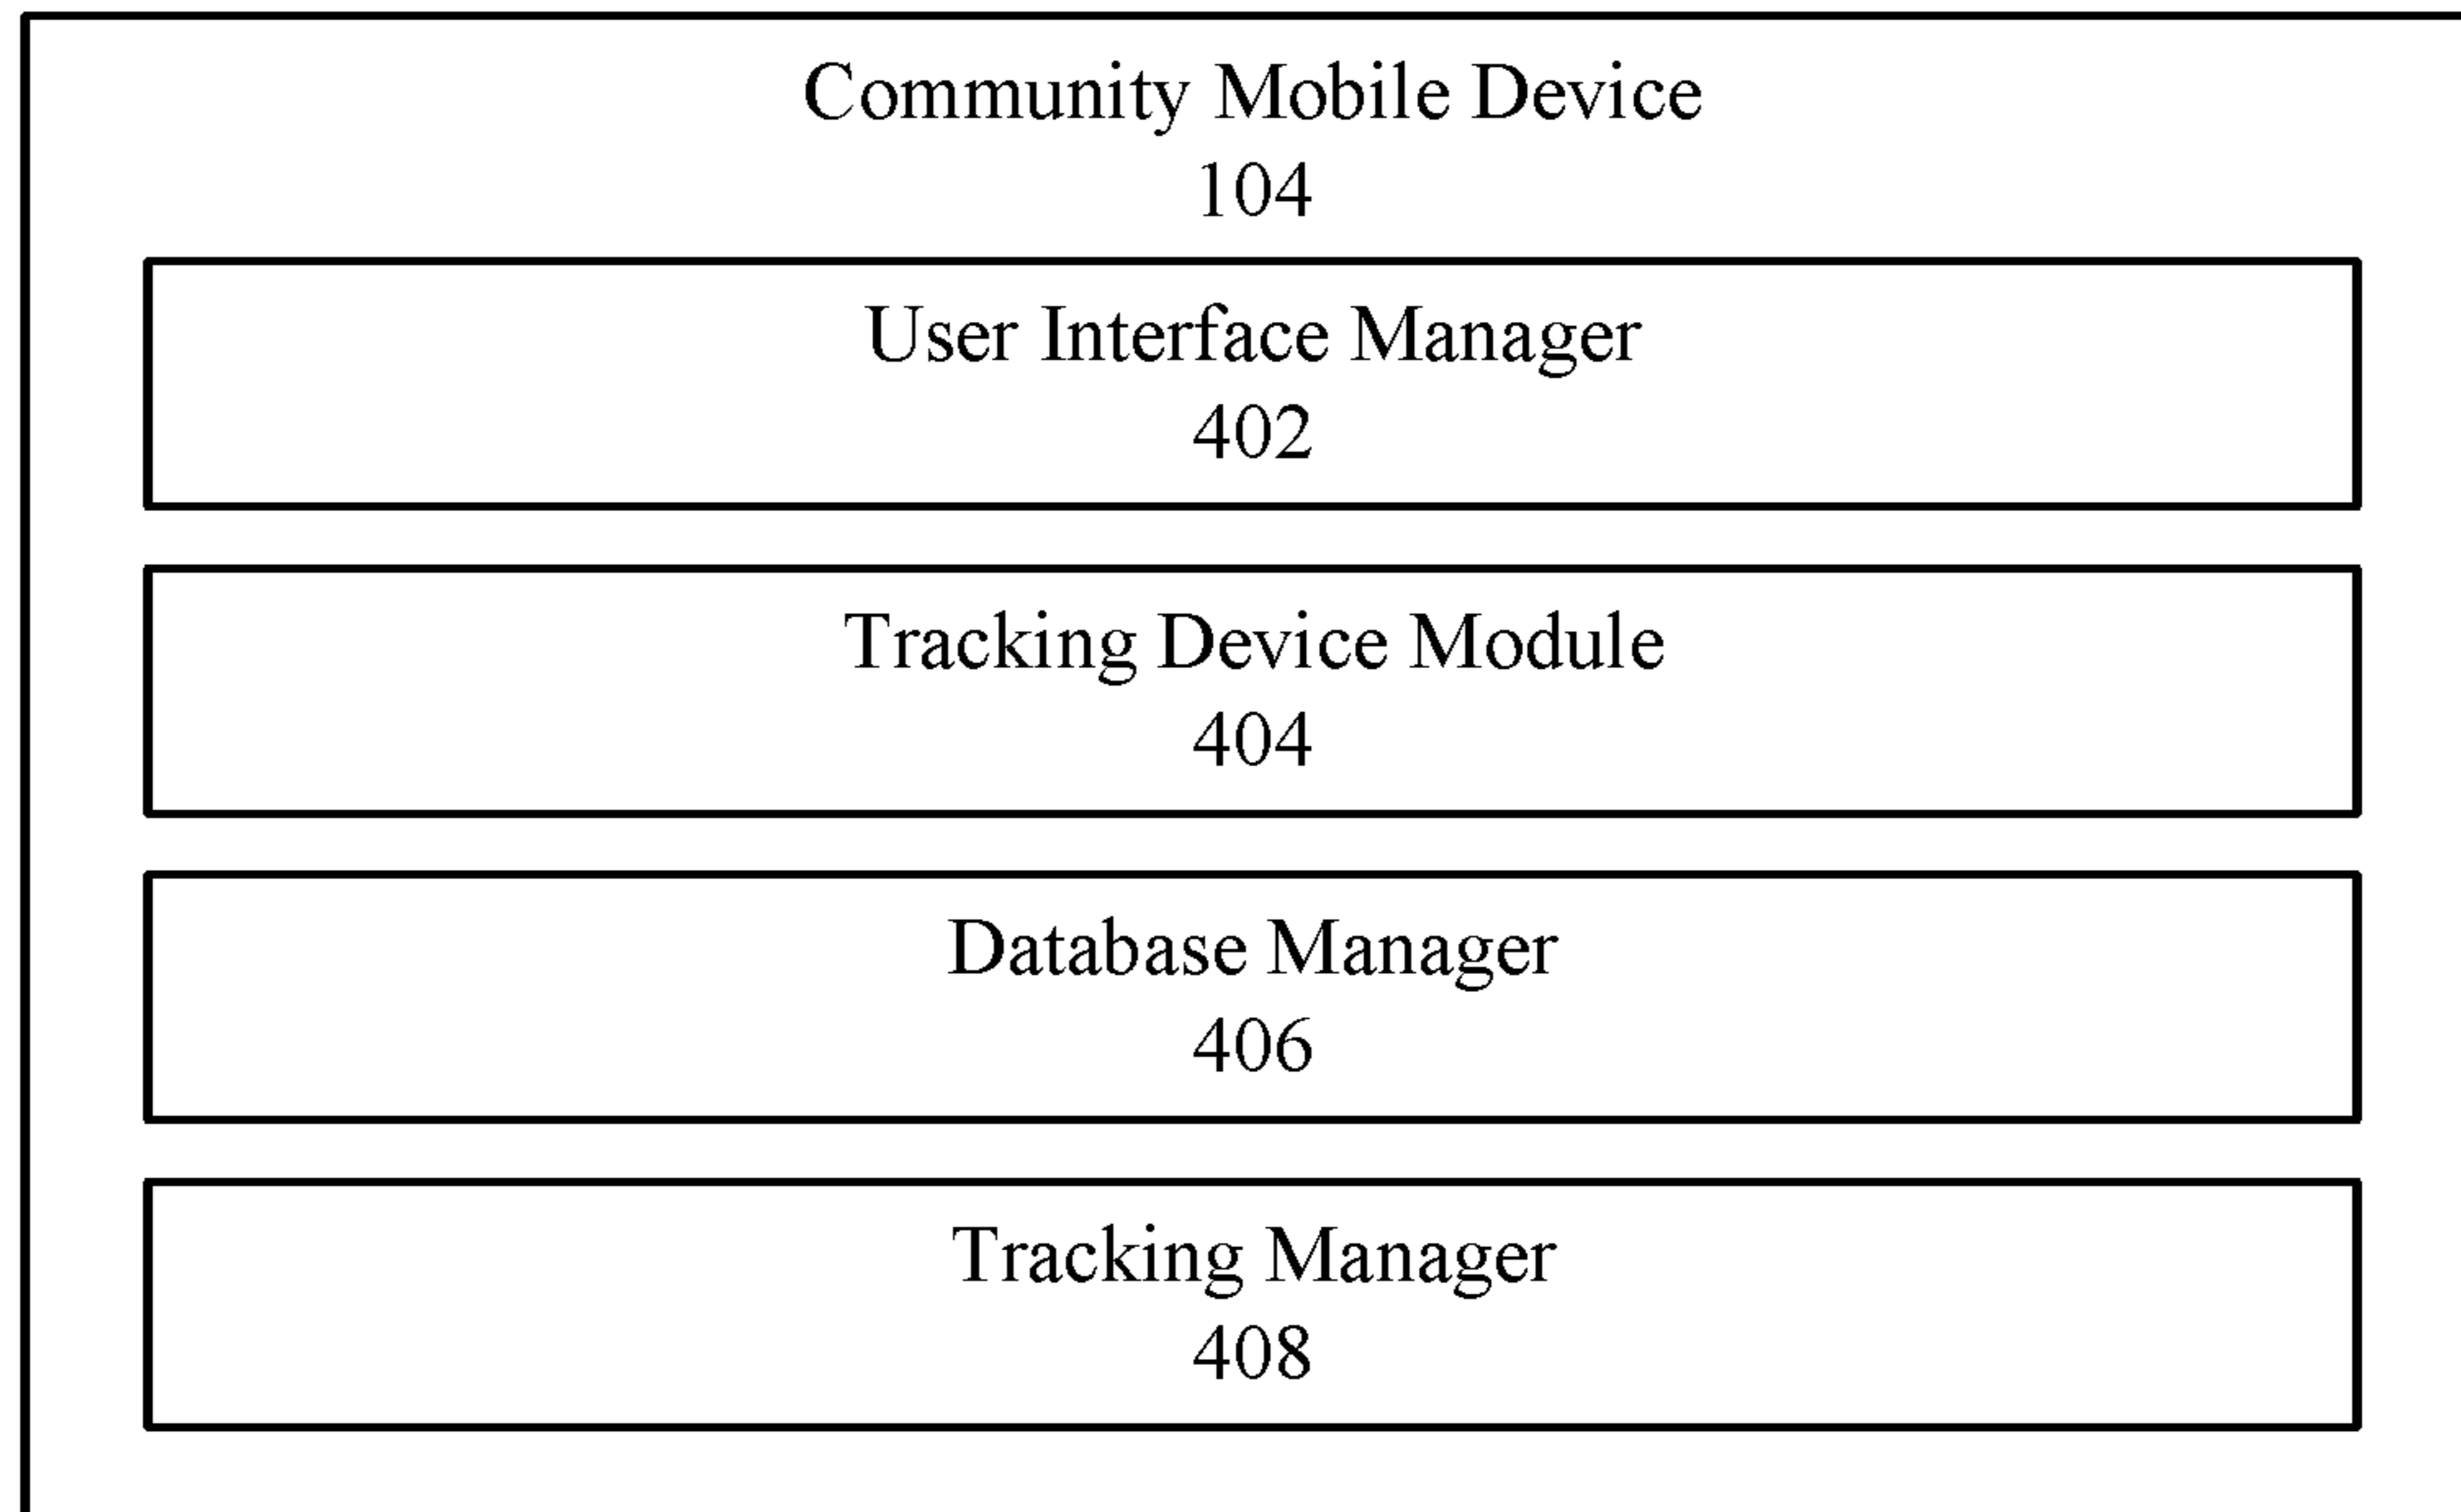 Community Mobile Device
104
User Interface Manager
402
Tracking Device Module
404
Database Manager
406
Tracking Manager
408